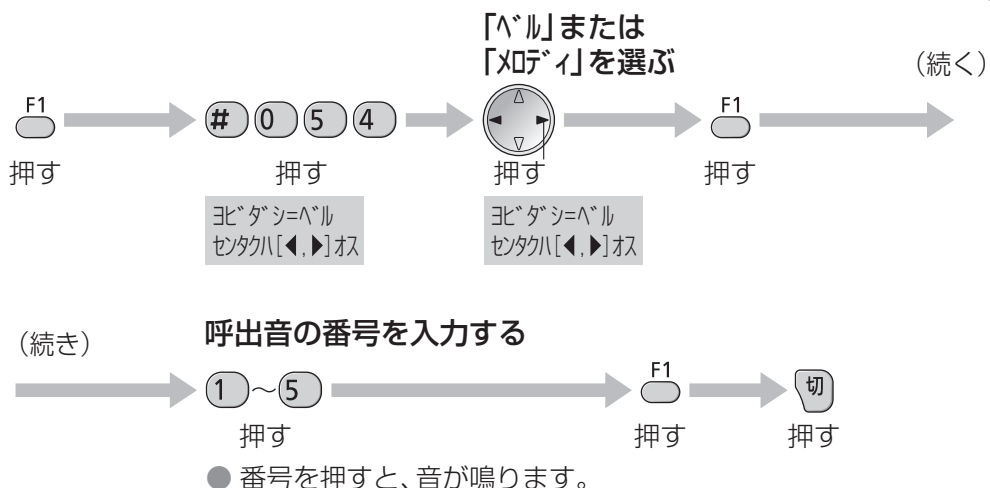 「ﾍﾞﾙ」または
「ﾒﾛﾃﾞｨ」を選ぶ
（続く）
F1
# 0 5 4
F1
押す
押す
押す
押す
ﾖﾋﾞﾀﾞｼ=ﾍﾞﾙ
ｾﾝﾀｸﾊ[◀,▶]ｵｽ
ﾖﾋﾞﾀﾞｼ=ﾍﾞﾙ
ｾﾝﾀｸﾊ[◀,▶]ｵｽ
（続き）
呼出音の番号を入力する
1～5
F1
切
押す
押す
押す
● 番号を押すと、音が鳴ります。